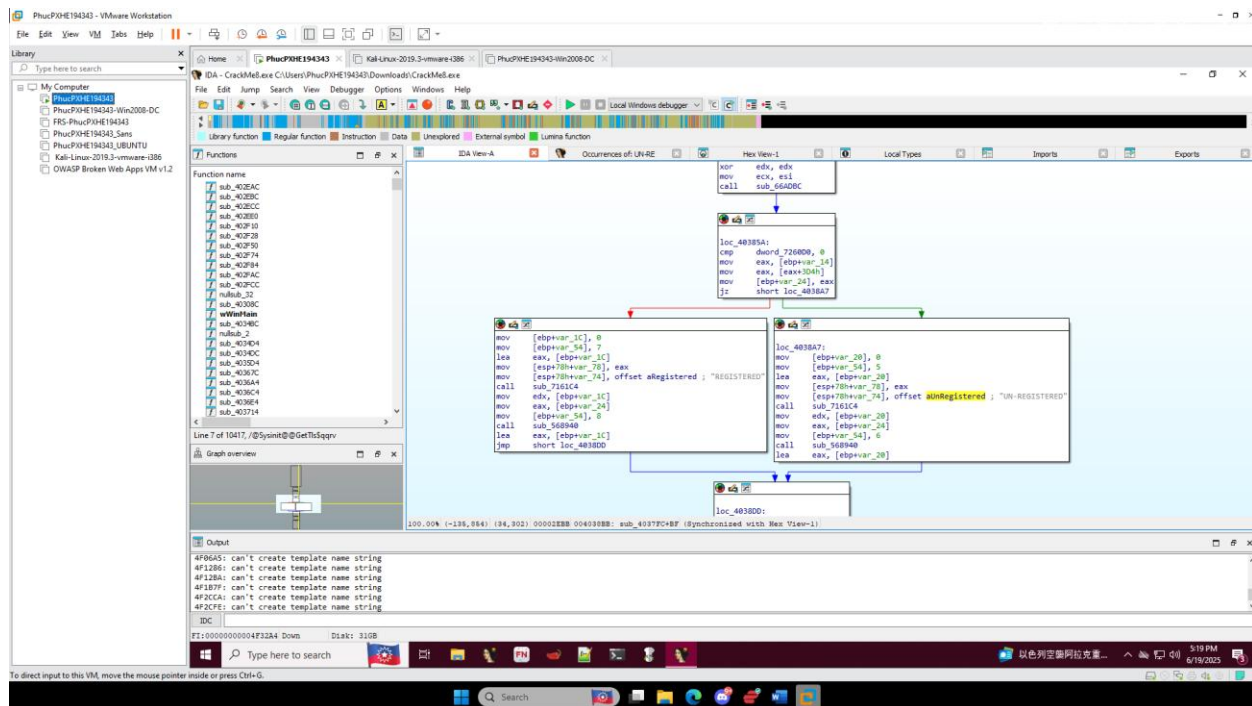 PhucPXHE194343 - VMware Workstation
File Edit View VM Tabs Help
Library
Type here to search
My Computer
PhucPXHE194343
PhucPXHE194343-Win2008-DC
FRS-PhucPXHE194343
PhucPXHE194343_Sans
PhucPXHE194343_UBUNTU
Kali-Linux-2019.3-vmware-i386
OWASP Broken Web Apps VM v1.2
Home PhucPXHE194343 Kali-Linux-2019.3-vmware-i386 PhucPXHE194343-Win2008-DC
IDA - CrackMe8.exe C:\Users\PhucPXHE194343\Downloads\CrackMe8.exe
File Edit Jump Search View Debugger Options Windows Help
Local Windows debugger
Library function Regular function Instruction Data Unexplored External symbol Lumina function
Functions
IDA View-A Occurrences of: UN-RE Hex View-1 Local Types Imports Exports
Function name
sub_402EAC
sub_402EBC
sub_402ECC
sub_402EE0
sub_402F10
sub_402F28
sub_402F50
sub_402F74
sub_402F84
sub_402FAC
sub_402FCC
nullsub_32
sub_40308C
wWinMain
sub_40348C
nullsub_2
sub_4034D4
sub_4034DC
sub_4035D4
sub_40367C
sub_4036A4
sub_4036C4
sub_4036E4
sub_403714
Line 7 of 10417, /@Sysinit@@GetTlsSqqrv
Graph overview
xor edx, edx
mov ecx, esi
call sub_66ADBC
loc_40385A:
cmp dword_7260D0, 0
mov eax, [ebp+var_14]
mov eax, [eax+3D4h]
mov [ebp+var_24], eax
jz short loc_4038A7
mov [ebp+var_1C], 0
mov [ebp+var_54], 7
lea eax, [ebp+var_1C]
mov [esp+78h+var_78], eax
mov [esp+78h+var_74], offset aRegistered ; "REGISTERED"
call sub_7161C4
mov edx, [ebp+var_1C]
mov eax, [ebp+var_24]
mov [ebp+var_54], 8
call sub_568940
lea eax, [ebp+var_1C]
jmp short loc_4038DD
loc_4038A7:
mov [ebp+var_20], 0
mov [ebp+var_54], 5
lea eax, [ebp+var_20]
mov [esp+78h+var_78], eax
mov [esp+78h+var_74], offset aUnRegistered ; "UN-REGISTERED"
call sub_7161C4
mov edx, [ebp+var_20]
mov eax, [ebp+var_24]
mov [ebp+var_54], 6
call sub_568940
lea eax, [ebp+var_20]
loc_4038DD:
100.00% (-136,864) (34,302) 00002EBB 004038BB: sub_4037FC+BF (Synchronized with Hex View-1)
Output
4F06A5: can't create template name string
4F1286: can't create template name string
4F12BA: can't create template name string
4F1B7F: can't create template name string
4F2CCA: can't create template name string
4F2CFE: can't create template name string
IDC
FI:00000000004F32A4 Down Disk: 31GB
Type here to search
以色列空襲阿拉克重...
5:19 PM
6/19/2025
To direct input to this VM, move the mouse pointer inside or press Ctrl+G.
Search